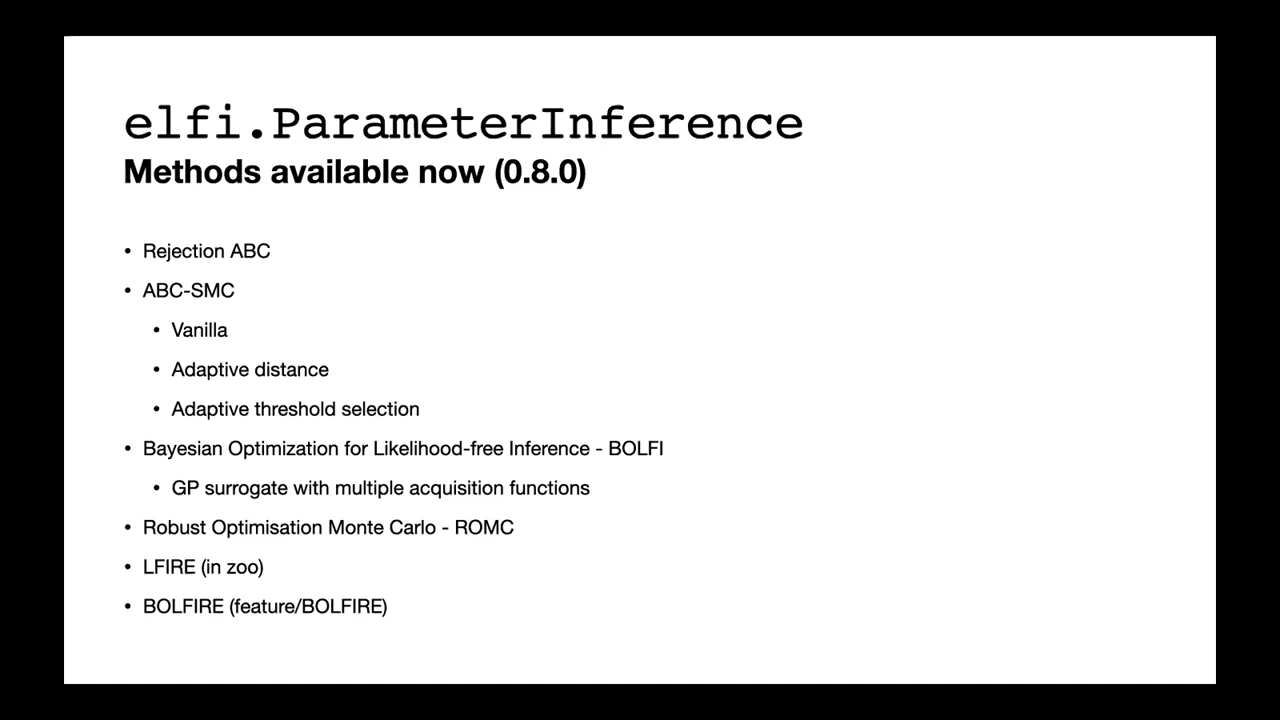 elfi.ParameterInference
Methods available now (0.8.0)
• Rejection ABC
• ABC-SMC
• Vanilla
• Adaptive distance
• Adaptive threshold selection
• Bayesian Optimization for Likelihood-free Inference - BOLFI
• GP surrogate with multiple acquisition functions
• Robust Optimisation Monte Carlo - ROMC
• LFIRE (in zoo)
• BOLFIRE (feature/BOLFIRE)